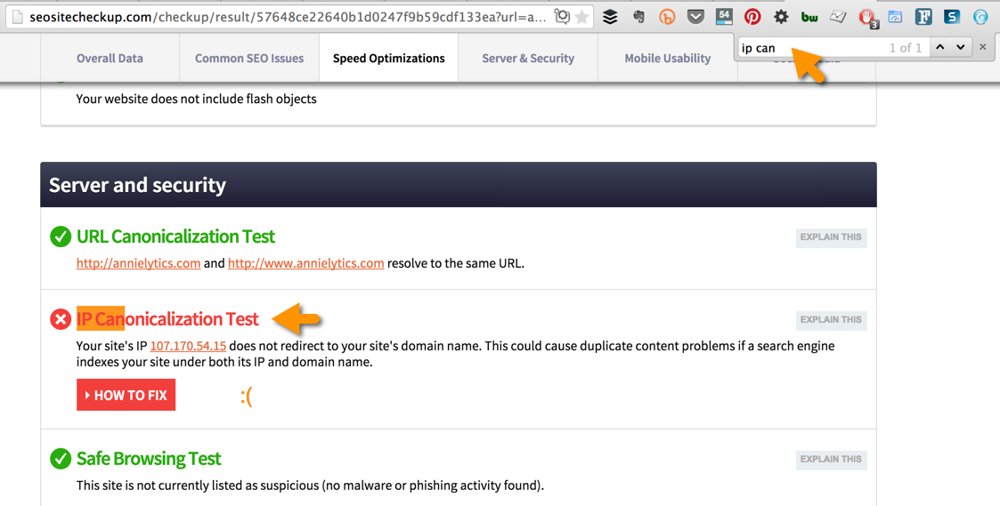 seositecheckup.com/checkup/result/57648ce22640b1d0247f9b59cdf133ea?url=a...
54
bw
3
F
S
Overall Data
Common SEO Issues
Speed Optimizations
Server & Security
Mobile Usability
ip can
1 of 1
Your website does not include flash objects
Server and security
URL Canonicalization Test
EXPLAIN THIS
http://annielytics.com and http://www.annielytics.com resolve to the same URL.
IP Canonicalization Test
EXPLAIN THIS
Your site's IP 107.170.54.15 does not redirect to your site's domain name. This could cause duplicate content problems if a search engine
indexes your site under both its IP and domain name.
HOW TO FIX
:(
Safe Browsing Test
EXPLAIN THIS
This site is not currently listed as suspicious (no malware or phishing activity found).